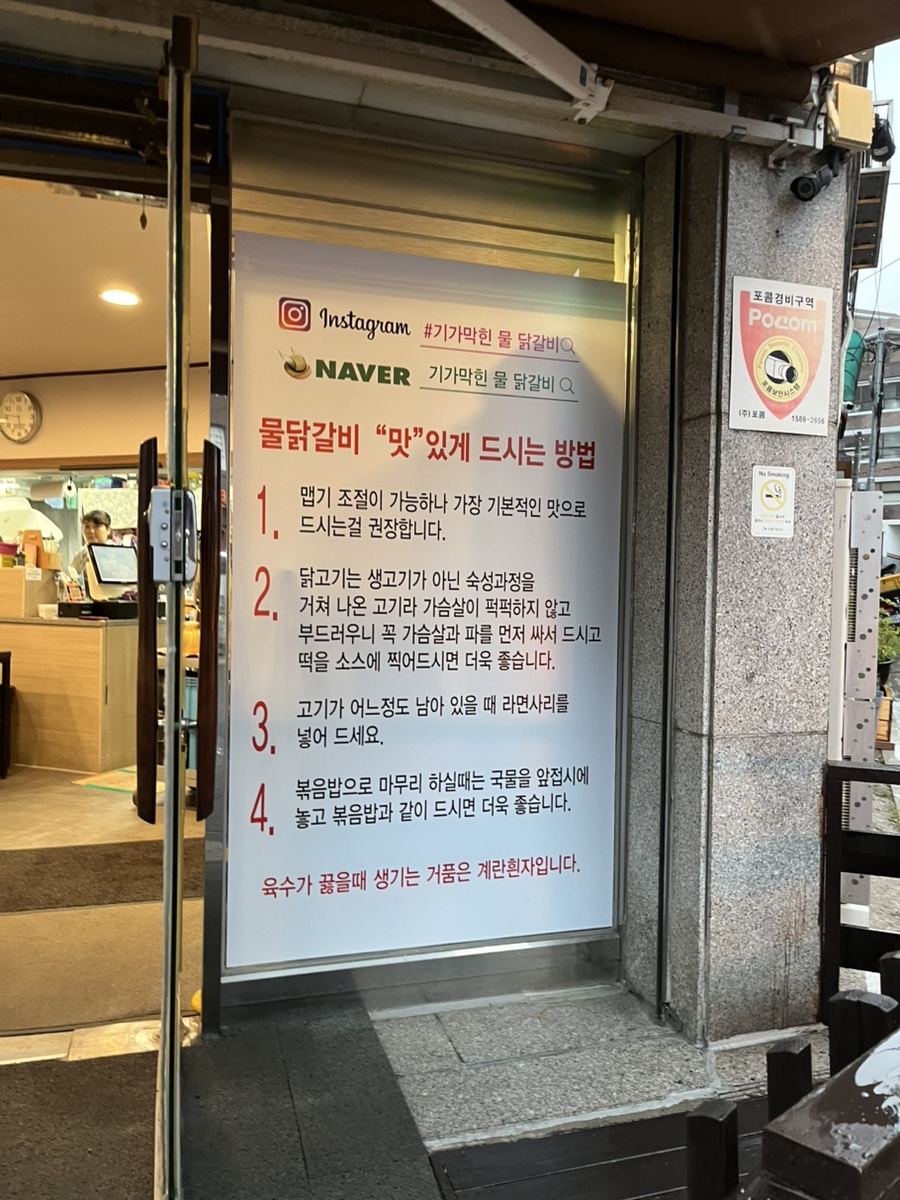 Instagram #기가막힌 물 닭갈비
NAVER 기가막힌 물 닭갈비
물닭갈비 “맛”있게 드시는 방법
1. 맵기 조절이 가능하나 가장 기본적인 맛으로
드시는걸 권장합니다.
2. 닭고기는 생고기가 아닌 숙성과정을
거쳐 나온 고기라 가슴살이 퍽퍽하지 않고
부드러우니 꼭 가슴살과 파를 먼저 싸서 드시고
떡을 소스에 찍어드시면 더욱 좋습니다.
3. 고기가 어느정도 남아 있을 때 라면사리를
넣어 드세요.
4. 볶음밥으로 마무리 하실때는 국물을 앞접시에
놓고 볶음밥과 같이 드시면 더욱 좋습니다.
육수가 끓을때 생기는 거품은 계란흰자입니다.
포콤경비구역
Pocom
포콤보안시스템
(주)포콤 1588-2656
No Smoking